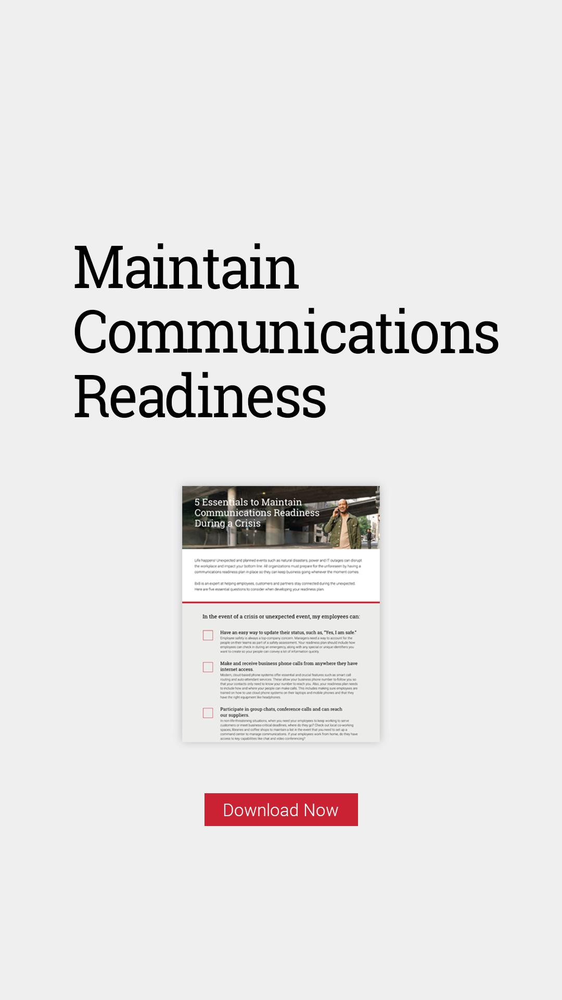 Maintain
Communications
Readiness
5 Essentials to Maintain
Communications Readiness
During a Crisis
Life happens! Unexpected and planned events such as natural disasters, power and IT outages can disrupt
the workplace and impact your bottom line. All organizations must prepare for the unforeseen by having a
communications readiness plan in place so they can keep business going whenever the moment comes.
8x8 is an expert at helping employees, customers and partners stay connected during the unexpected.
Here are five essential questions to consider when developing your readiness plan.
In the event of a crisis or unexpected event, my employees can:
Have an easy way to update their status, such as, "Yes, I am safe."
Employee safety is always a top-company concern. Managers need a way to account for the
people on their teams as part of a safety assessment. Your readiness plan should include how
employees can check in during an emergency, along with any special or unique identifiers you
want to create so your people can convey a lot of information quickly.
Make and receive business phone calls from anywhere they have
internet access.
Modern, cloud-based phone systems offer essential and crucial features such as smart call
routing and auto-attendant services. These allow your business phone number to follow you so
that your contacts only need to know your number to reach you. Also, your readiness plan needs
to include how and where your people can make calls. This includes making sure employees are
trained on how to use cloud phone systems on their laptops and mobile phones and that they
have the right equipment like headphones.
Participate in group chats, conference calls and can reach
our suppliers.
In non-life-threatening situations, when you need your employees to keep working to serve
customers or meet business-critical deadlines, where do they go? Check out local co-working
spaces, libraries and coffee shops to maintain a list in the event that you need to set up a
command center to manage communications. If your employees work from home, do they have
access to key capabilities like chat and video conferencing?
Download Now